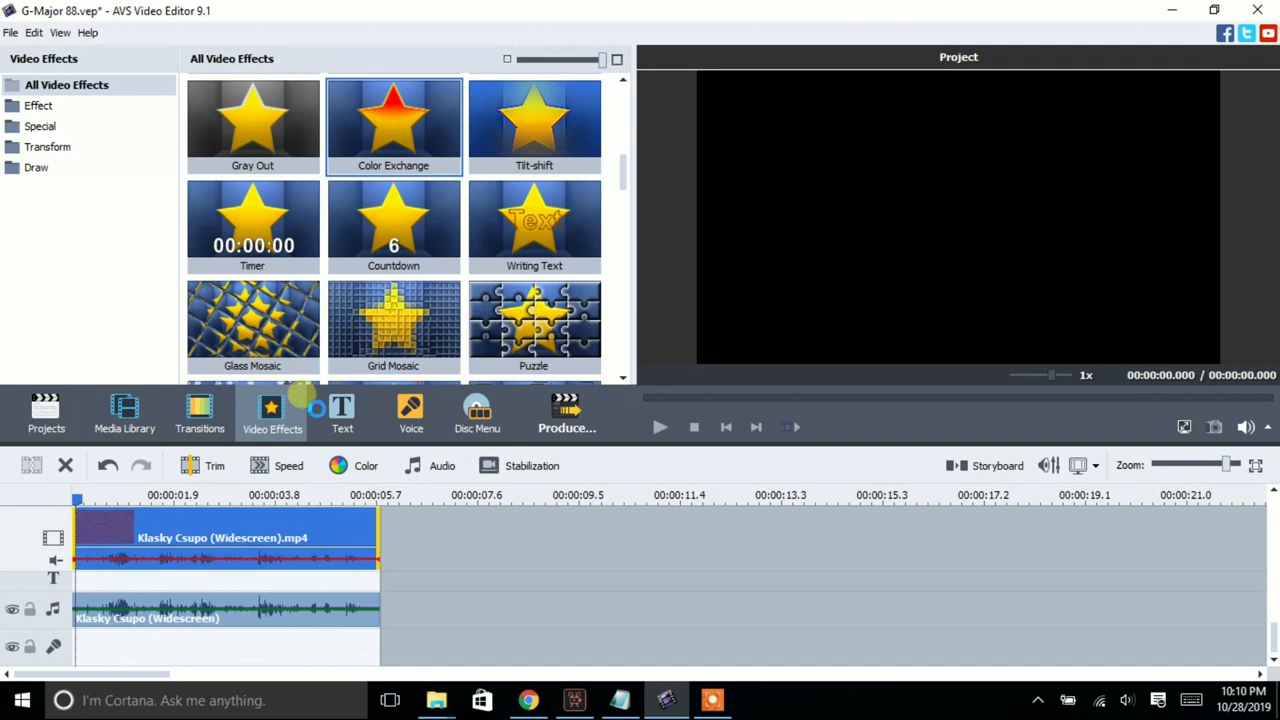 G-Major 88.vep* - AVS Video Editor 9.1
File Edit View Help
Video Effects
All Video Effects
Project
All Video Effects
Effect
Special
Transform
Draw
Gray Out
Color Exchange
Tilt-shift
00:00:00
6
Text
Timer
Countdown
Writing Text
Glass Mosaic
Grid Mosaic
Puzzle
1x
00:00:00.000 / 00:00:00.000
Projects
Media Library
Transitions
Video Effects
T
Text
Voice
Disc Menu
Produce...
Trim
Speed
Color
Audio
Stabilization
Storyboard
Zoom:
00:00:01.9 00:00:03.8 00:00:05.7 00:00:07.6 00:00:09.5 00:00:11.4 00:00:13.3 00:00:15.3 00:00:17.2 00:00:19.1 00:00:21.0
Klasky Csupo (Widescreen).mp4
T
Klasky Csupo (Widescreen)
I'm Cortana. Ask me anything.
10:10 PM
10/28/2019